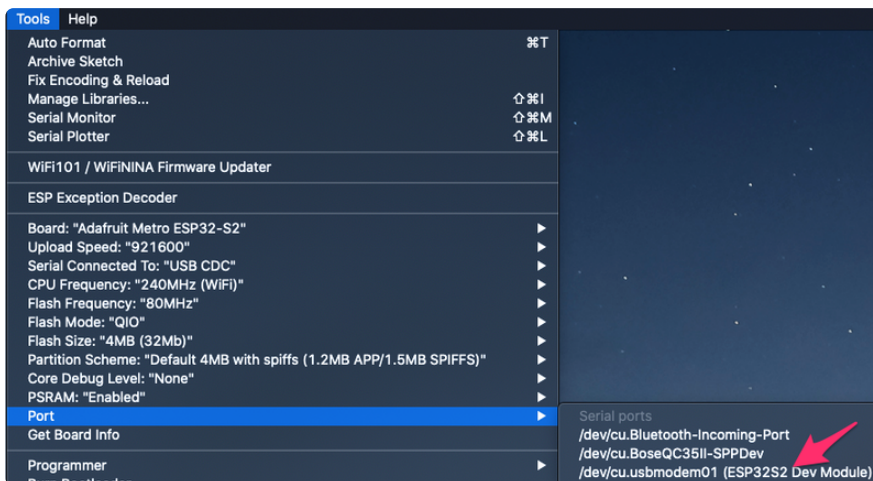 Tools Help
Auto Format ⌘T
Archive Sketch
Fix Encoding & Reload
Manage Libraries... ⇧⌘I
Serial Monitor ⇧⌘M
Serial Plotter ⇧⌘L
WiFi101 / WiFiNINA Firmware Updater
ESP Exception Decoder
Board: "Adafruit Metro ESP32-S2"
Upload Speed: "921600"
Serial Connected To: "USB CDC"
CPU Frequency: "240MHz (WiFi)"
Flash Frequency: "80MHz"
Flash Mode: "QIO"
Flash Size: "4MB (32Mb)"
Partition Scheme: "Default 4MB with spiffs (1.2MB APP/1.5MB SPIFFS)"
Core Debug Level: "None"
PSRAM: "Enabled"
Port
Get Board Info
Programmer
Serial ports
/dev/cu.Bluetooth-Incoming-Port
/dev/cu.BoseQC35II-SPPDev
/dev/cu.usbmodem01 (ESP32S2 Dev Module)